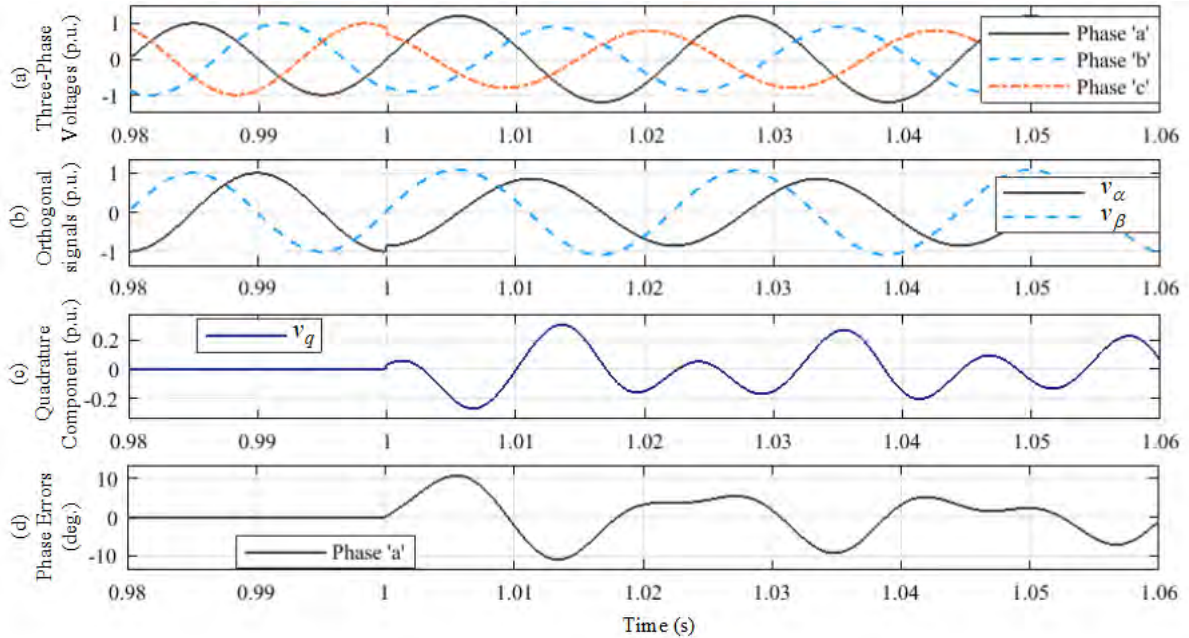 (a)
Three-Phase
Voltages (p.u.)
1
0
-1
Phase 'a'
Phase 'b'
Phase 'c'
0.98 0.99 1 1.01 1.02 1.03 1.04 1.05 1.06
(b)
Orthogonal
signals (p.u.)
1
0
-1
vα
vβ
0.98 0.99 1 1.01 1.02 1.03 1.04 1.05 1.06
(c)
Quadrature
Component (p.u.)
0.2
0
-0.2
vq
0.98 0.99 1 1.01 1.02 1.03 1.04 1.05 1.06
(d)
Phase Errors
(deg.)
10
0
-10
Phase 'a'
0.98 0.99 1 1.01 1.02 1.03 1.04 1.05 1.06
Time (s)